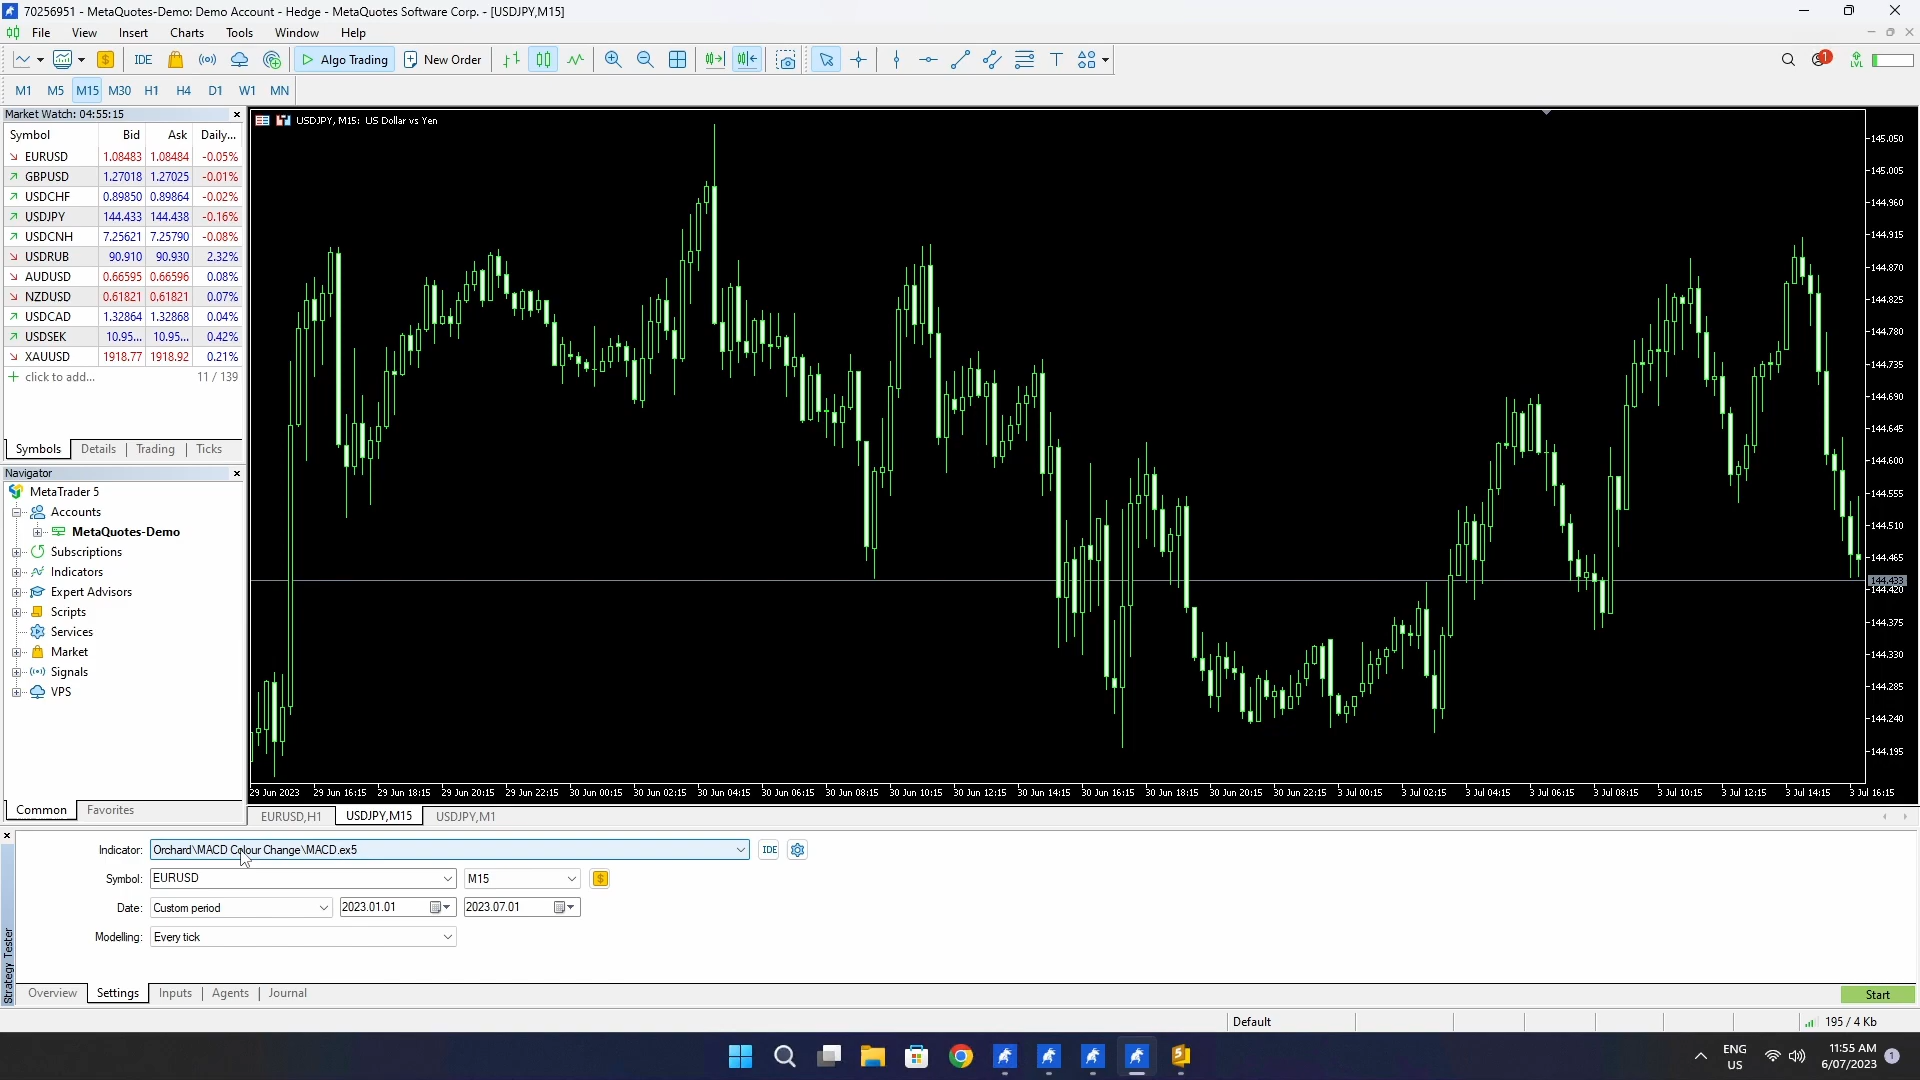 70256951 - MetaQuotes-Demo: Demo Account - Hedge - MetaQuotes Software Corp. - [USDJPY,M15]
File View Insert Charts Tools Window Help
IDE Algo Trading New Order 1 LVL
M1 M5 M15 M30 H1 H4 D1 W1 MN
Market Watch: 04:55:15
Symbol Bid Ask Daily...
EURUSD 1.08483 1.08484 -0.05%
GBPUSD 1.27018 1.27025 -0.01%
USDCHF 0.89850 0.89864 -0.02%
USDJPY 144.433 144.438 -0.16%
USDCNH 7.25621 7.25790 -0.08%
USDRUB 90.910 90.930 2.32%
AUDUSD 0.66595 0.66596 0.08%
NZDUSD 0.61821 0.61821 0.07%
USDCAD 1.32864 1.32868 0.04%
USDSEK 10.95... 10.95... 0.42%
XAUUSD 1918.77 1918.92 0.21%
click to add... 11 / 139
Symbols Details Trading Ticks
Navigator
MetaTrader 5
Accounts
MetaQuotes-Demo
Subscriptions
Indicators
Expert Advisors
Scripts
Services
Market
Signals
VPS
Common Favorites
USDJPY, M15: US Dollar vs Yen
145.050
145.005
144.960
144.915
144.870
144.825
144.780
144.735
144.690
144.645
144.600
144.555
144.510
144.465
144.433
144.420
144.375
144.330
144.285
144.240
144.195
29 Jun 2023 29 Jun 16:15 29 Jun 18:15 29 Jun 20:15 29 Jun 22:15 30 Jun 00:15 30 Jun 02:15 30 Jun 04:15 30 Jun 06:15 30 Jun 08:15 30 Jun 10:15 30 Jun 12:15 30 Jun 14:15 30 Jun 16:15 30 Jun 18:15 30 Jun 20:15 30 Jun 22:15 3 Jul 00:15 3 Jul 02:15 3 Jul 04:15 3 Jul 06:15 3 Jul 08:15 3 Jul 10:15 3 Jul 12:15 3 Jul 14:15 3 Jul 16:15
EURUSD,H1 USDJPY,M15 USDJPY,M1
Strategy Tester
Indicator: Orchard\MACD Colour Change\MACD.ex5 IDE
Symbol: EURUSD M15
Date: Custom period 2023.01.01 2023.07.01
Modelling: Every tick
Overview Settings Inputs Agents Journal Start
Default 195 / 4 Kb
ENG US 11:55 AM 6/07/2023 1